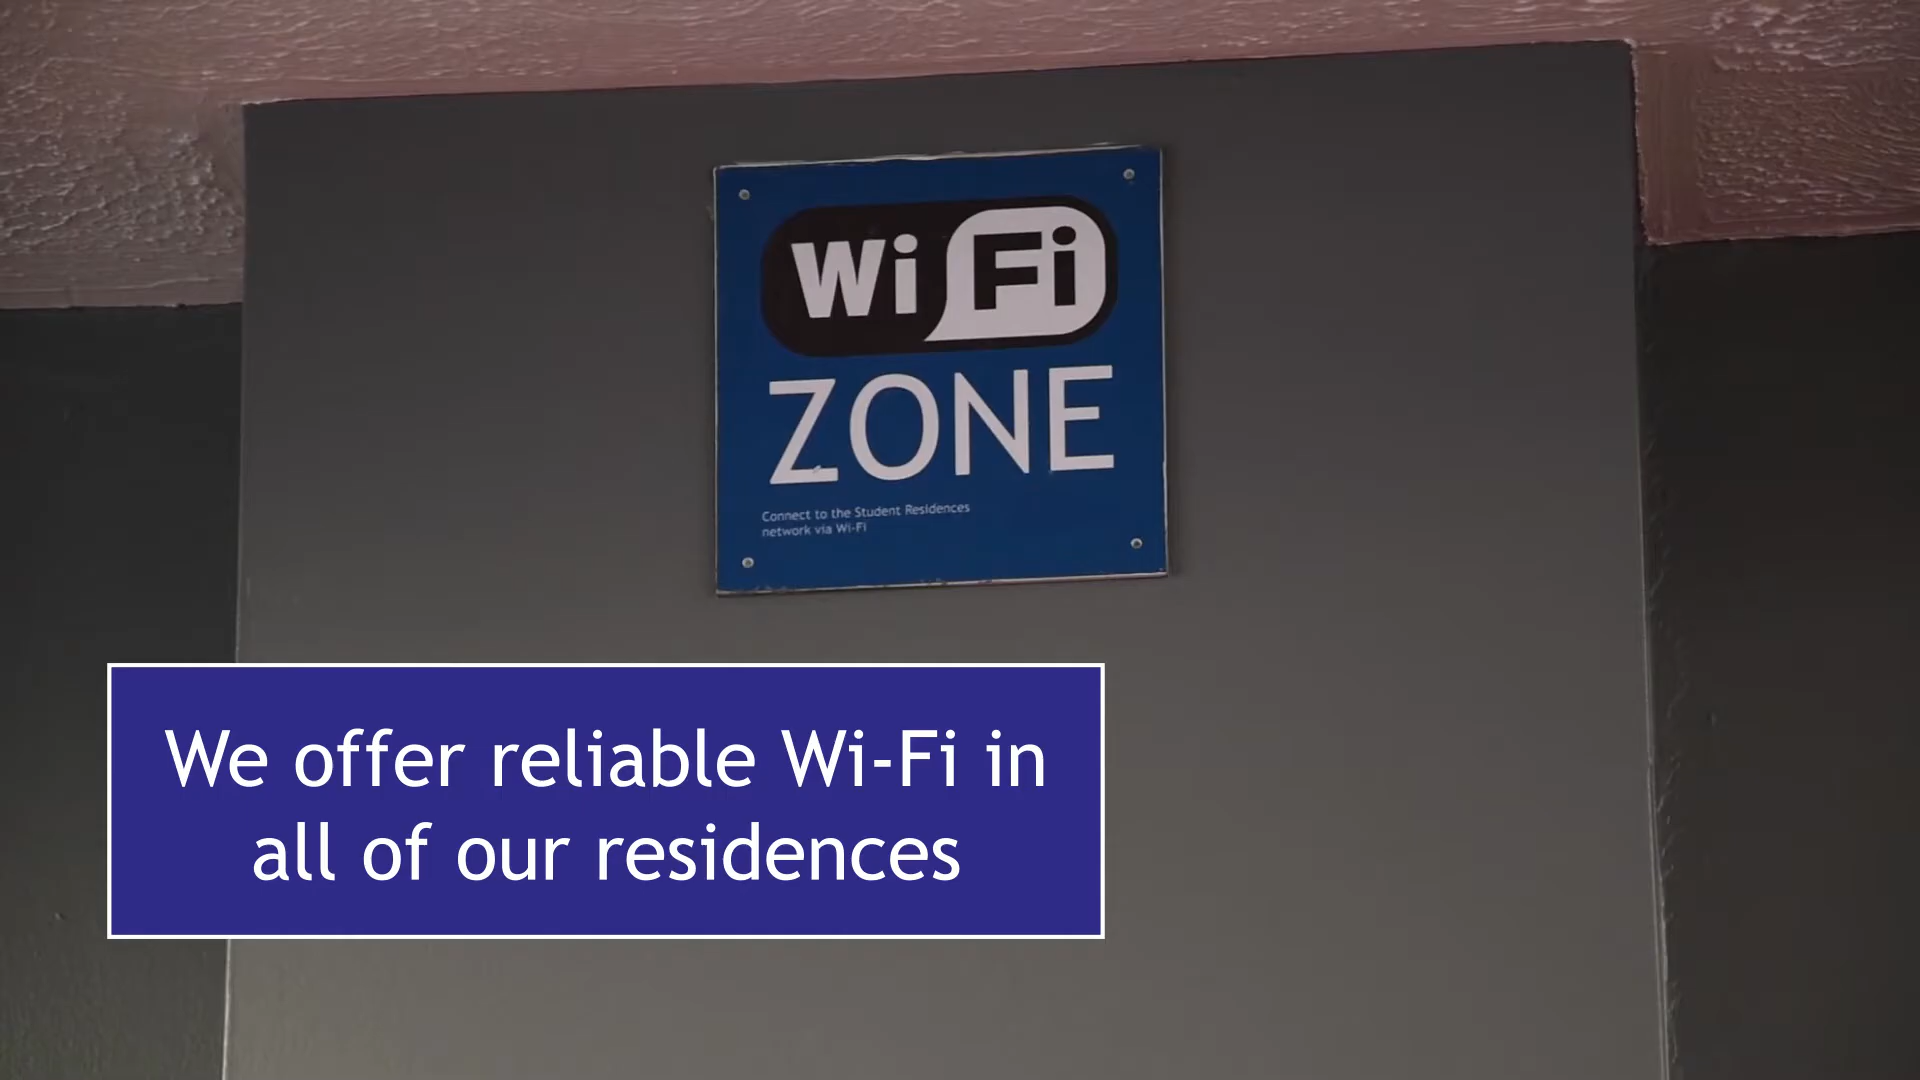 Wi Fi
ZONE
Connect to the Student Residences
network via Wi-Fi
We offer reliable Wi-Fi in
all of our residences